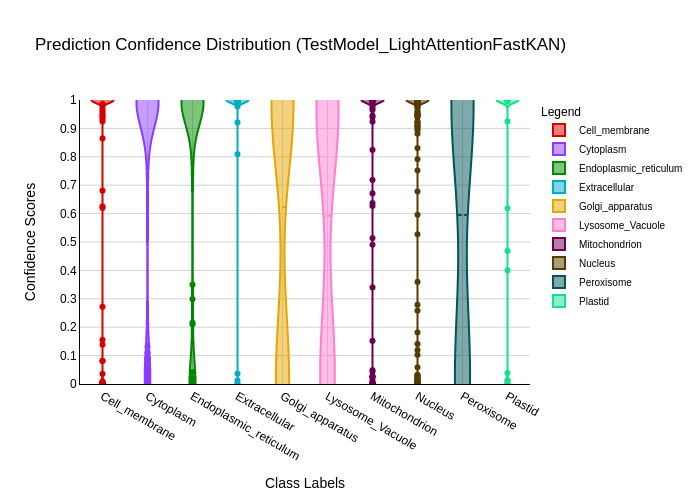 Prediction Confidence Distribution (TestModel_LightAttentionFastKAN)
Confidence Scores
1
0.9
0.8
0.7
0.6
0.5
0.4
0.3
0.2
0.1
0
Cell_membrane
Cytoplasm
Endoplasmic_reticulum
Extracellular
Golgi_apparatus
Lysosome_Vacuole
Mitochondrion
Nucleus
Peroxisome
Plastid
Class Labels
Legend
Cell_membrane
Cytoplasm
Endoplasmic_reticulum
Extracellular
Golgi_apparatus
Lysosome_Vacuole
Mitochondrion
Nucleus
Peroxisome
Plastid